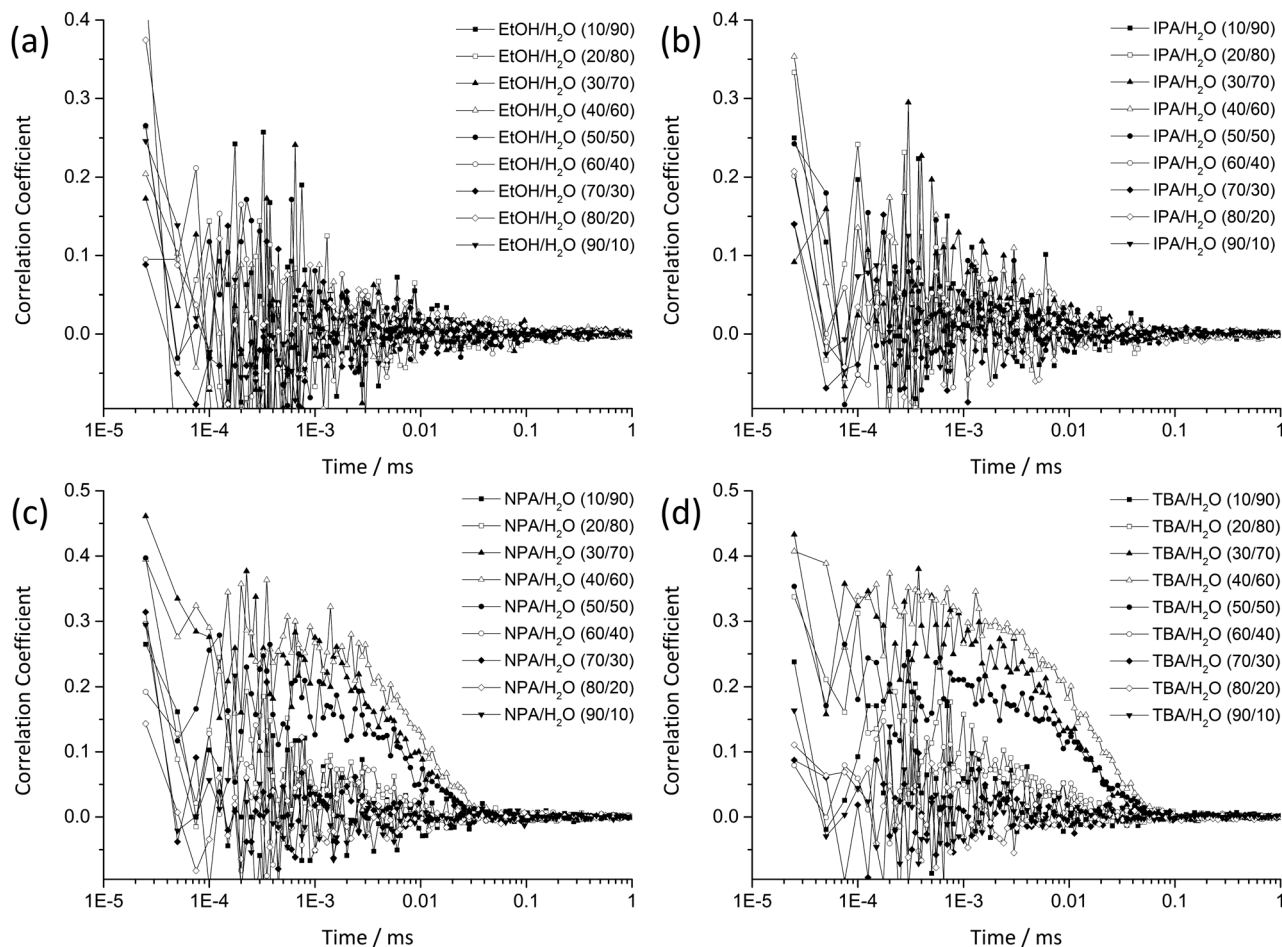 (a)
Correlation Coefficient
0.4
0.3
0.2
0.1
0.0
EtOH/H₂O (10/90)
EtOH/H₂O (20/80)
EtOH/H₂O (30/70)
EtOH/H₂O (40/60)
EtOH/H₂O (50/50)
EtOH/H₂O (60/40)
EtOH/H₂O (70/30)
EtOH/H₂O (80/20)
EtOH/H₂O (90/10)
1E-5 1E-4 1E-3 0.01 0.1 1
Time / ms
(b)
Correlation Coefficient
0.4
0.3
0.2
0.1
0.0
IPA/H₂O (10/90)
IPA/H₂O (20/80)
IPA/H₂O (30/70)
IPA/H₂O (40/60)
IPA/H₂O (50/50)
IPA/H₂O (60/40)
IPA/H₂O (70/30)
IPA/H₂O (80/20)
IPA/H₂O (90/10)
1E-5 1E-4 1E-3 0.01 0.1 1
Time / ms
(c)
Correlation Coefficient
0.5
0.4
0.3
0.2
0.1
0.0
NPA/H₂O (10/90)
NPA/H₂O (20/80)
NPA/H₂O (30/70)
NPA/H₂O (40/60)
NPA/H₂O (50/50)
NPA/H₂O (60/40)
NPA/H₂O (70/30)
NPA/H₂O (80/20)
NPA/H₂O (90/10)
1E-5 1E-4 1E-3 0.01 0.1 1
Time / ms
(d)
Correlation Coefficient
0.5
0.4
0.3
0.2
0.1
0.0
TBA/H₂O (10/90)
TBA/H₂O (20/80)
TBA/H₂O (30/70)
TBA/H₂O (40/60)
TBA/H₂O (50/50)
TBA/H₂O (60/40)
TBA/H₂O (70/30)
TBA/H₂O (80/20)
TBA/H₂O (90/10)
1E-5 1E-4 1E-3 0.01 0.1 1
Time / ms